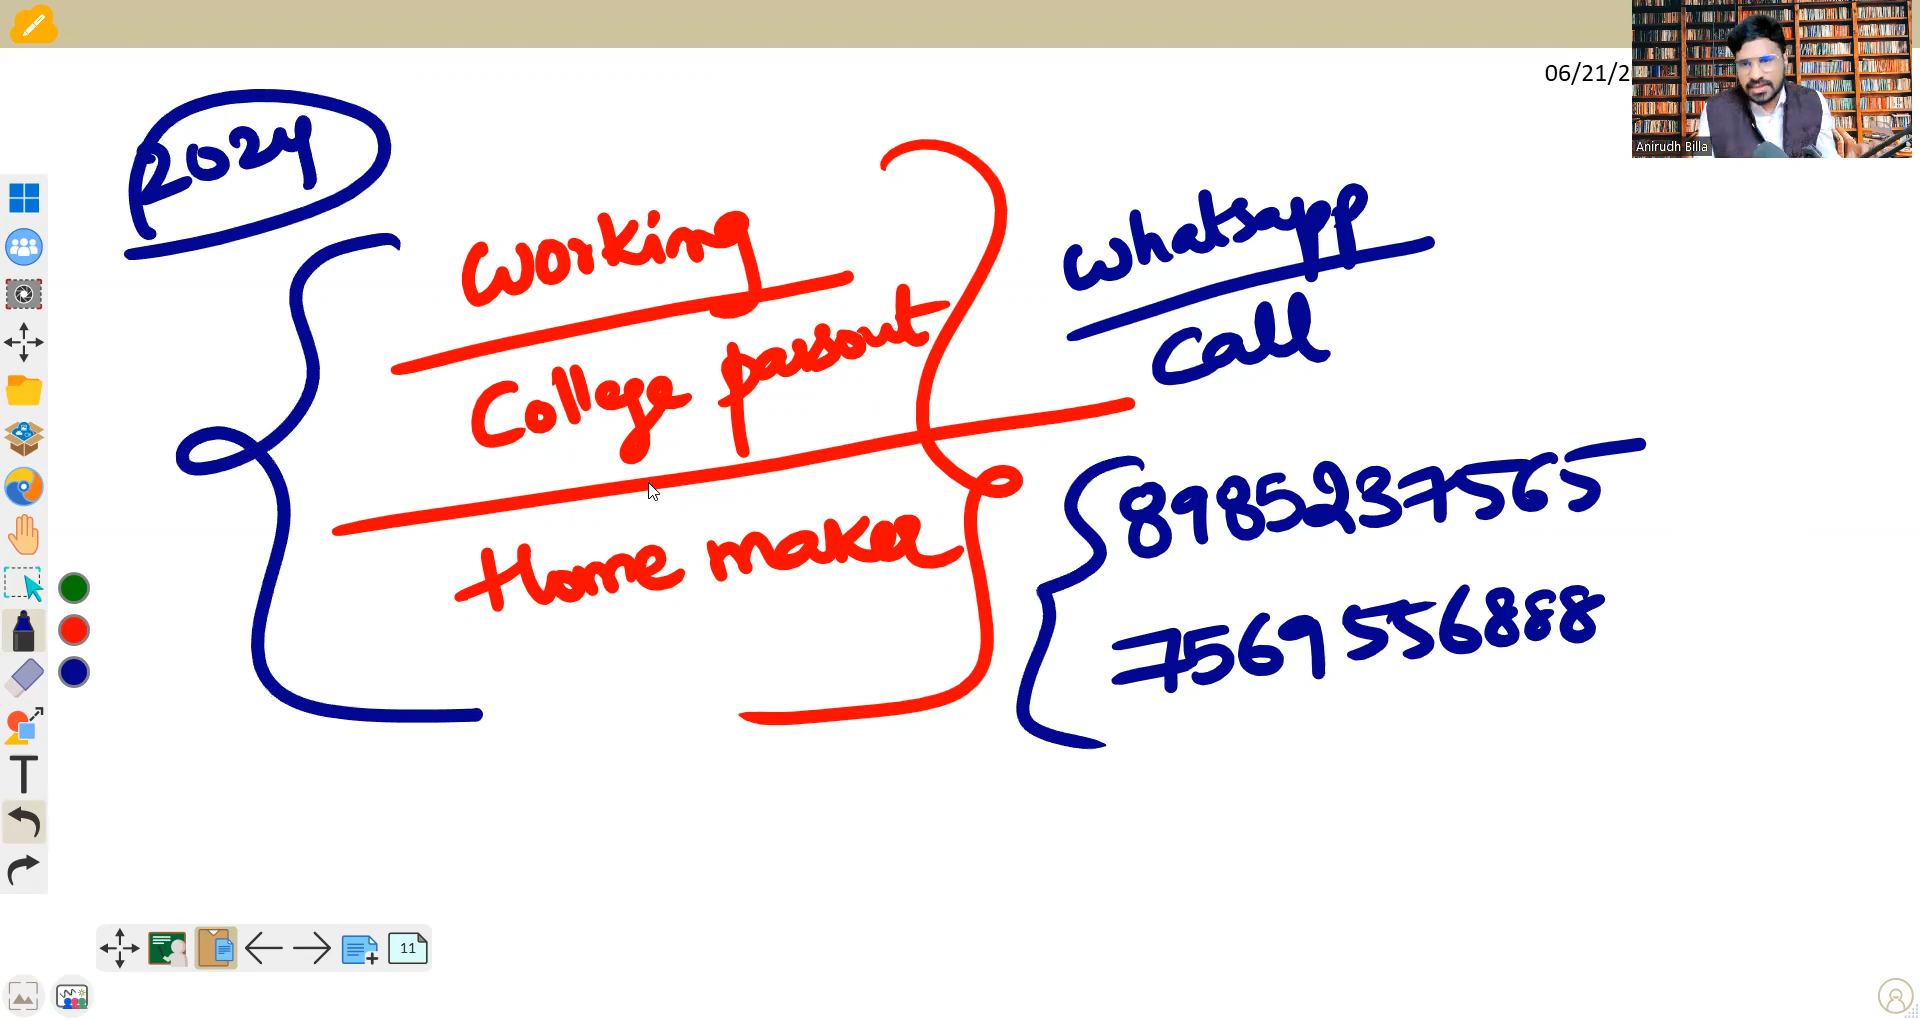 06/21/2
Anirudh Billa
2024
Working
College passout
Home maker
Whatsapp
Call
8985237565
7569556888
T
11